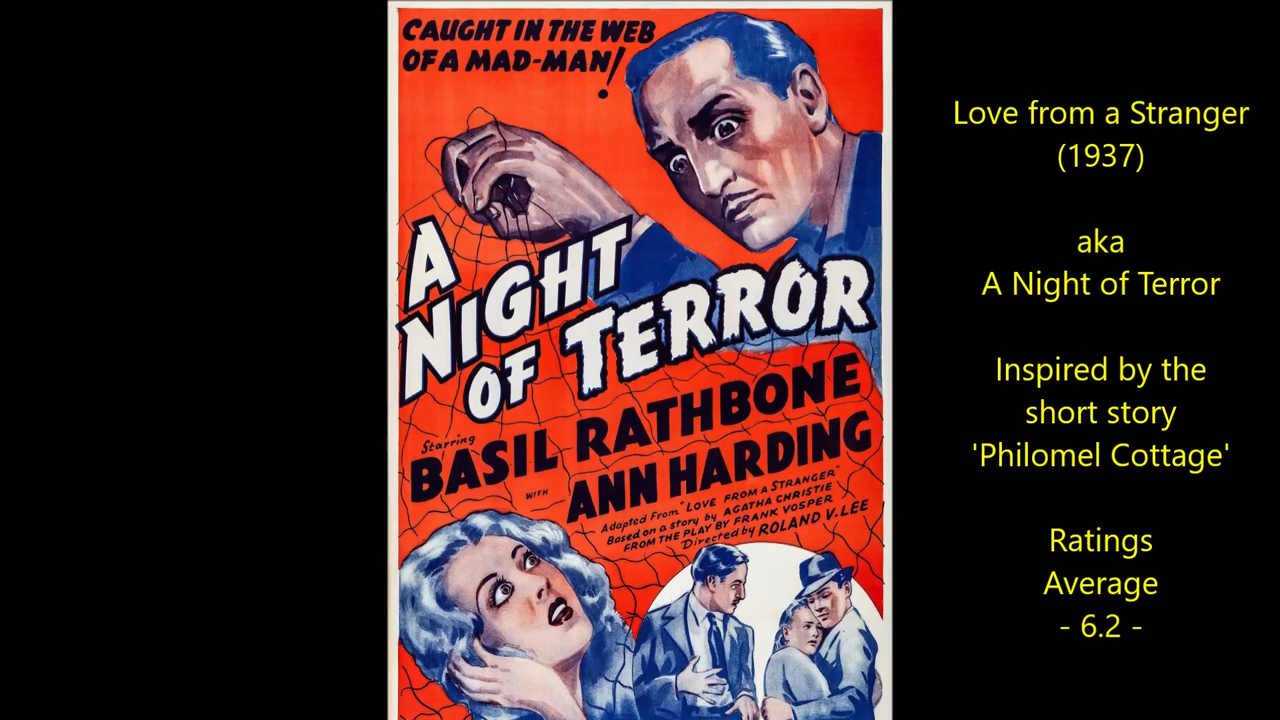 CAUGHT IN THE WEB
OF A MAD-MAN!
A
NIGHT
OF TERROR
Starring
BASIL RATHBONE
WITH
ANN HARDING
Adapted From "LOVE FROM A STRANGER"
Based on a story by AGATHA CHRISTIE
FROM THE PLAY BY FRANK VOSPER
Directed by ROLAND V. LEE
Love from a Stranger
(1937)
aka
A Night of Terror
Inspired by the
short story
'Philomel Cottage'
Ratings
Average
- 6.2 -